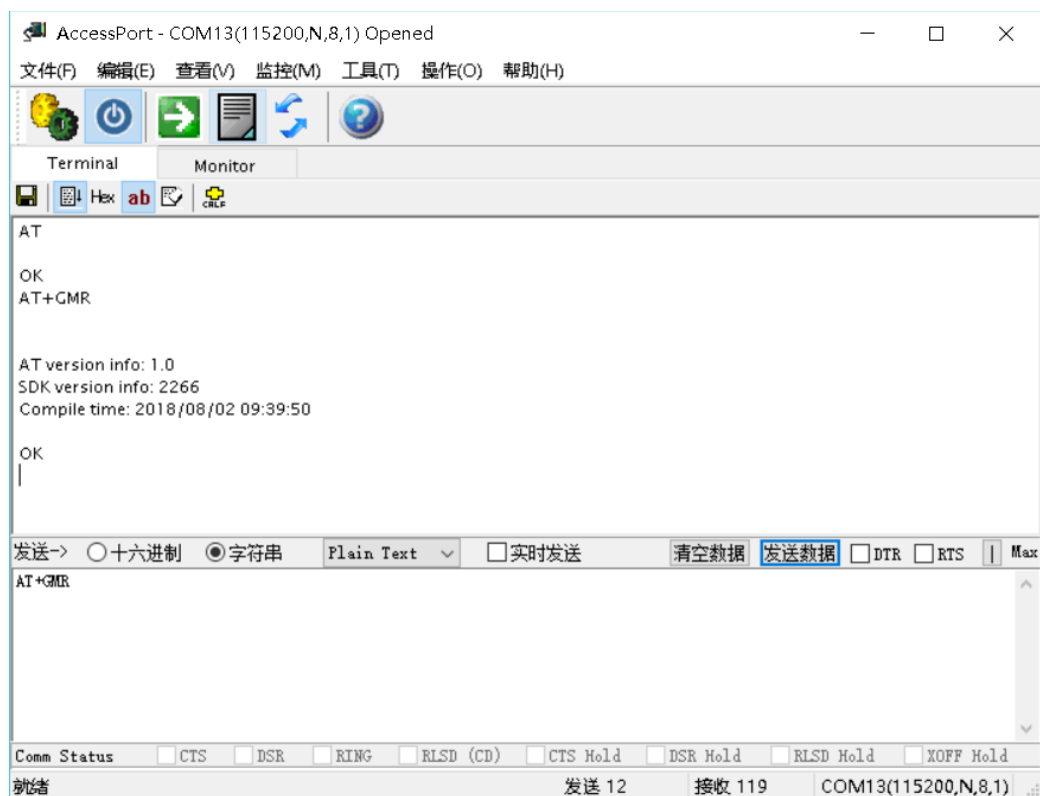 AccessPort - COM13(115200,N,8,1) Opened
文件(F) 编辑(E) 查看(V) 监控(M) 工具(T) 操作(O) 帮助(H)
Terminal Monitor
Hex ab CRLF
AT
OK
AT+GMR
AT version info: 1.0
SDK version info: 2266
Compile time: 2018/08/02 09:39:50
OK
发送-> 十六进制 字符串 Plain Text 实时发送 清空数据 发送数据 DTR RTS | Max
AT+GMR
Comm Status CTS DSR RING RLSD (CD) CTS Hold DSR Hold RLSD Hold XOFF Hold
就绪 发送 12 接收 119 COM13(115200,N,8,1)